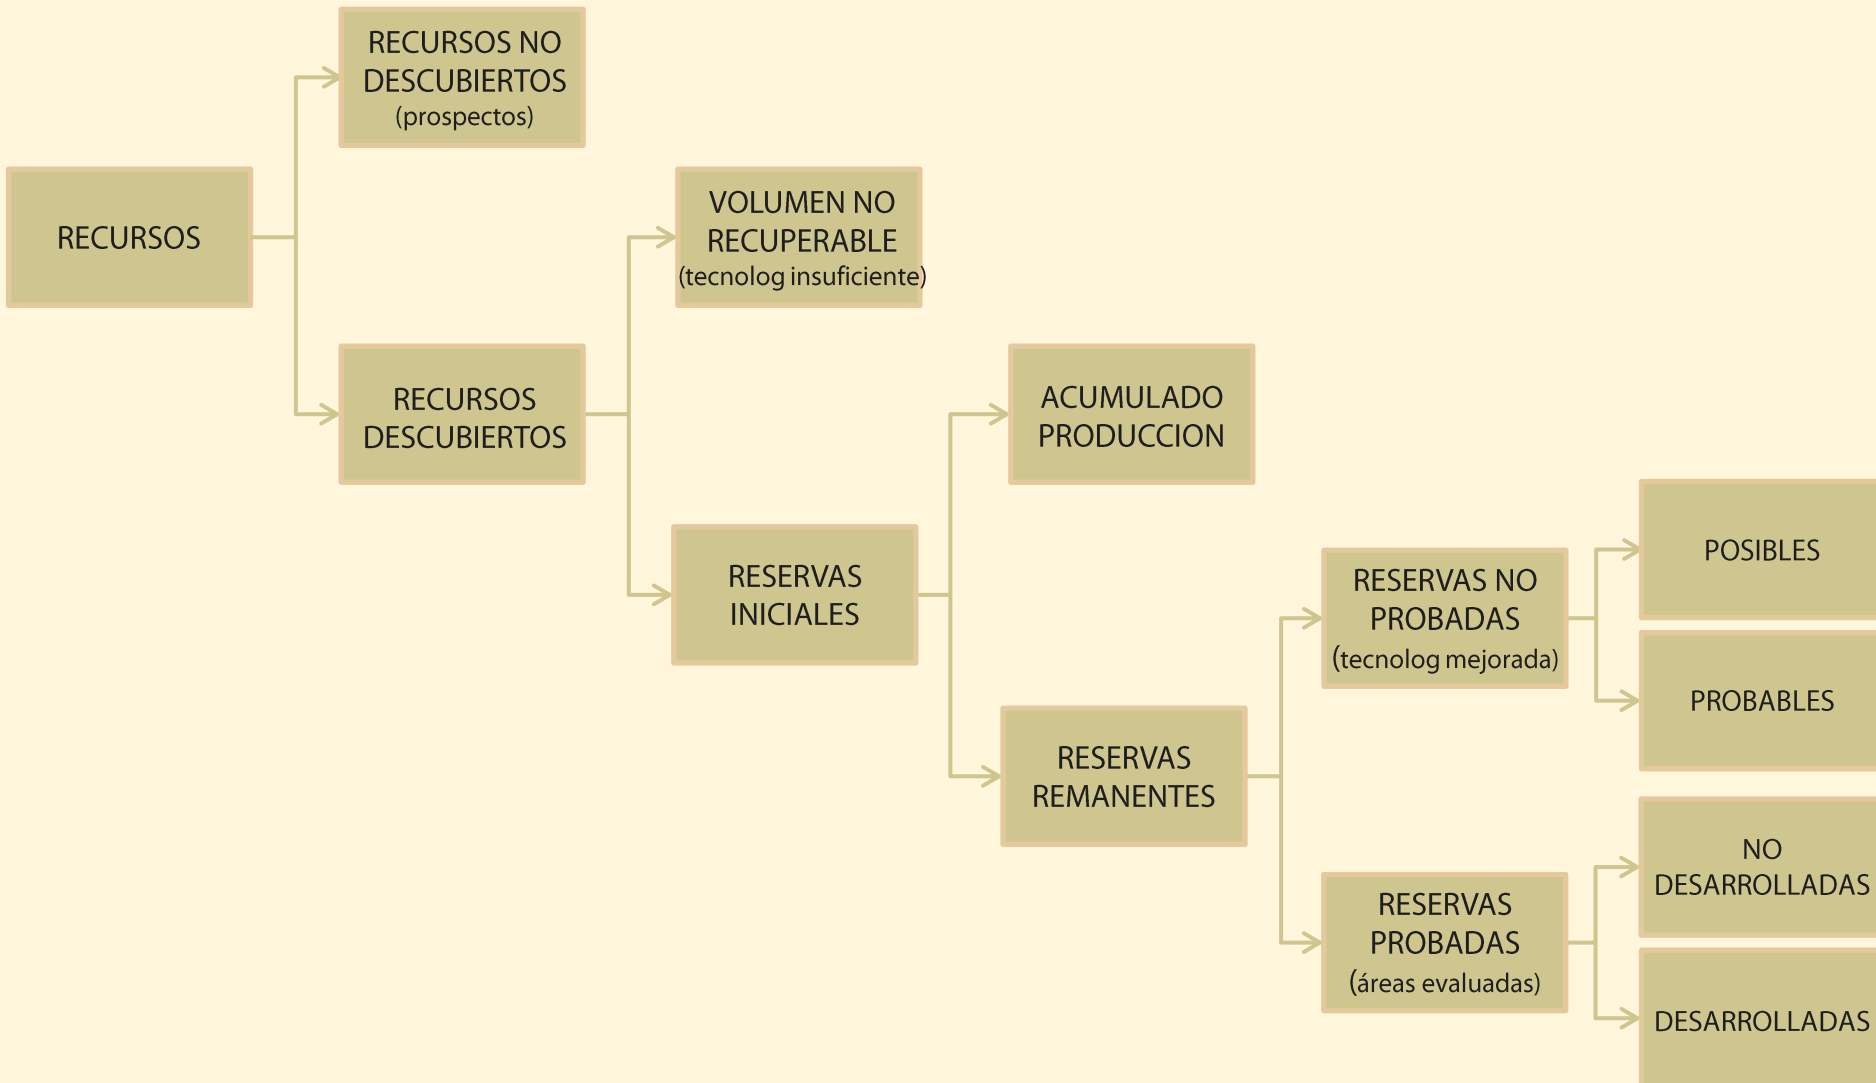 RECURSOS NO
DESCUBIERTOS
(prospectos)
RECURSOS
VOLUMEN NO
RECUPERABLE
(tecnolog insuficiente)
RECURSOS
DESCUBIERTOS
ACUMULADO
PRODUCCION
RESERVAS
INICIALES
POSIBLES
RESERVAS NO
PROBADAS
(tecnolog mejorada)
PROBABLES
RESERVAS
REMANENTES
NO
DESARROLLADAS
RESERVAS
PROBADAS
(áreas evaluadas)
DESARROLLADAS